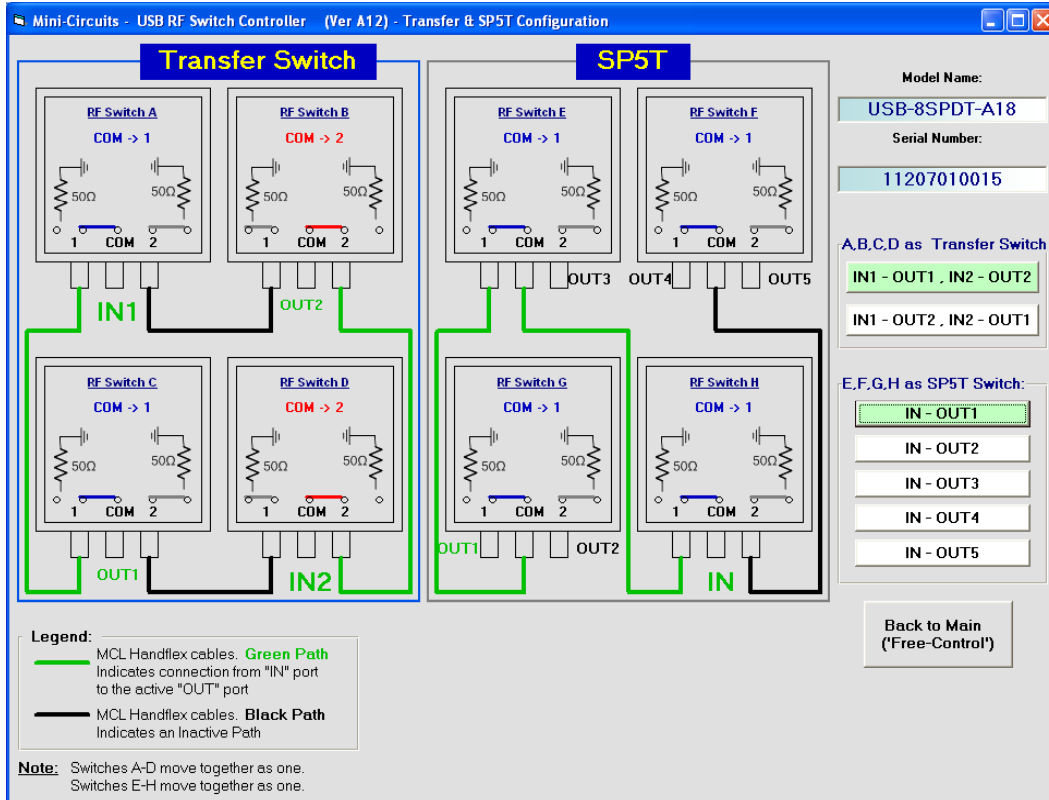 Mini-Circuits - USB RF Switch Controller (Ver A12) - Transfer & SP5T Configuration
Transfer Switch
RF Switch A
COM -> 1
50Ω
50Ω
1 COM 2
RF Switch B
COM -> 2
50Ω
50Ω
1 COM 2
IN1
OUT2
RF Switch C
COM -> 1
50Ω
50Ω
1 COM 2
OUT1
RF Switch D
COM -> 2
50Ω
50Ω
1 COM 2
IN2
SP5T
RF Switch E
COM -> 1
50Ω
50Ω
1 COM 2
OUT3
RF Switch F
COM -> 1
50Ω
50Ω
1 COM 2
OUT4
OUT5
RF Switch G
COM -> 1
50Ω
50Ω
1 COM 2
OUT1
OUT2
RF Switch H
COM -> 1
50Ω
50Ω
1 COM 2
IN
Model Name:
USB-8SPDT-A18
Serial Number:
11207010015
A,B,C,D as Transfer Switch
IN1 - OUT1 , IN2 - OUT2
IN1 - OUT2 , IN2 - OUT1
E,F,G,H as SP5T Switch:
IN - OUT1
IN - OUT2
IN - OUT3
IN - OUT4
IN - OUT5
Back to Main
('Free-Control')
Legend:
MCL Handflex cables. Green Path
Indicates connection from "IN" port
to the active "OUT" port
MCL Handflex cables. Black Path
Indicates an Inactive Path
Note: Switches A-D move together as one.
Switches E-H move together as one.